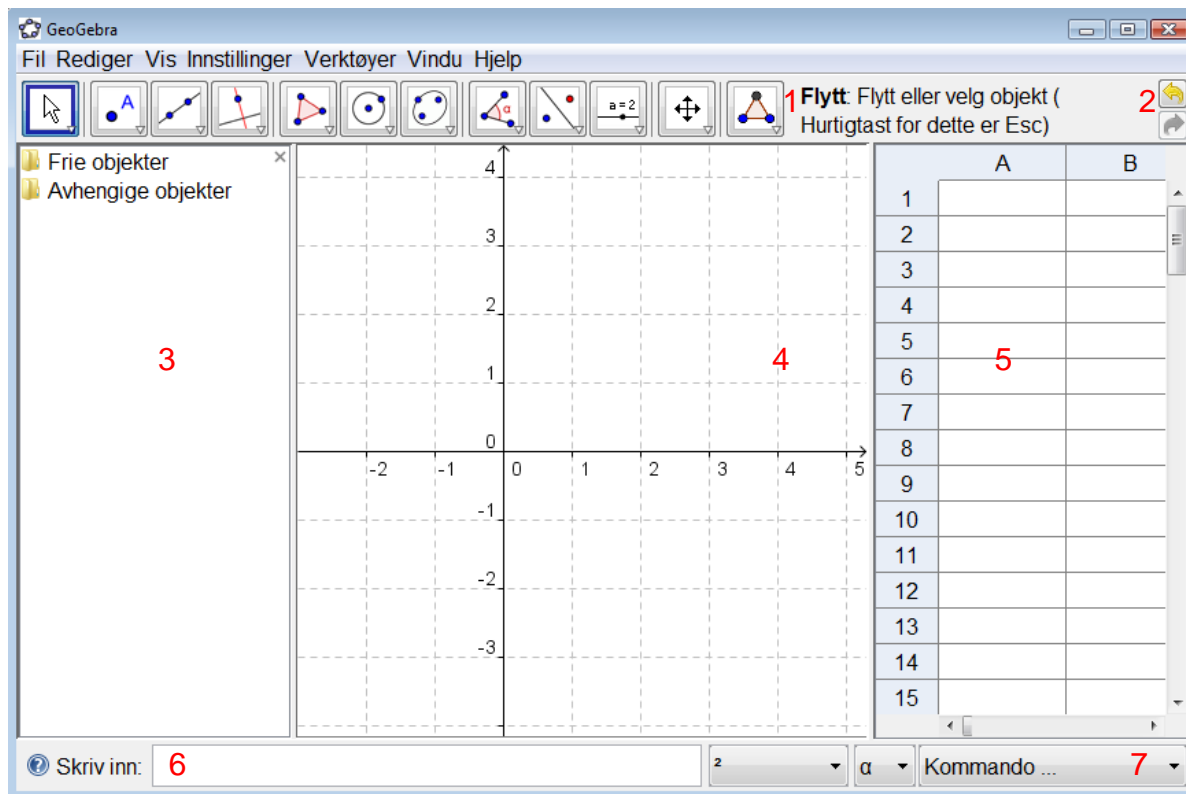 GeoGebra
Fil Rediger Vis Innstillinger Verktøyer Vindu Hjelp
A
α
a = 2
1 Flytt: Flytt eller velg objekt (
Hurtigtast for dette er Esc)
2
Frie objekter
Avhengige objekter
3
4
3
2
1
0
-1
-2
-3
-2 -1 0 1 2 3 4 5
4
A B
1
2
3
4
5
6
7
8
9
10
11
12
13
14
15
5
Skriv inn: 6
² α Kommando ... 7